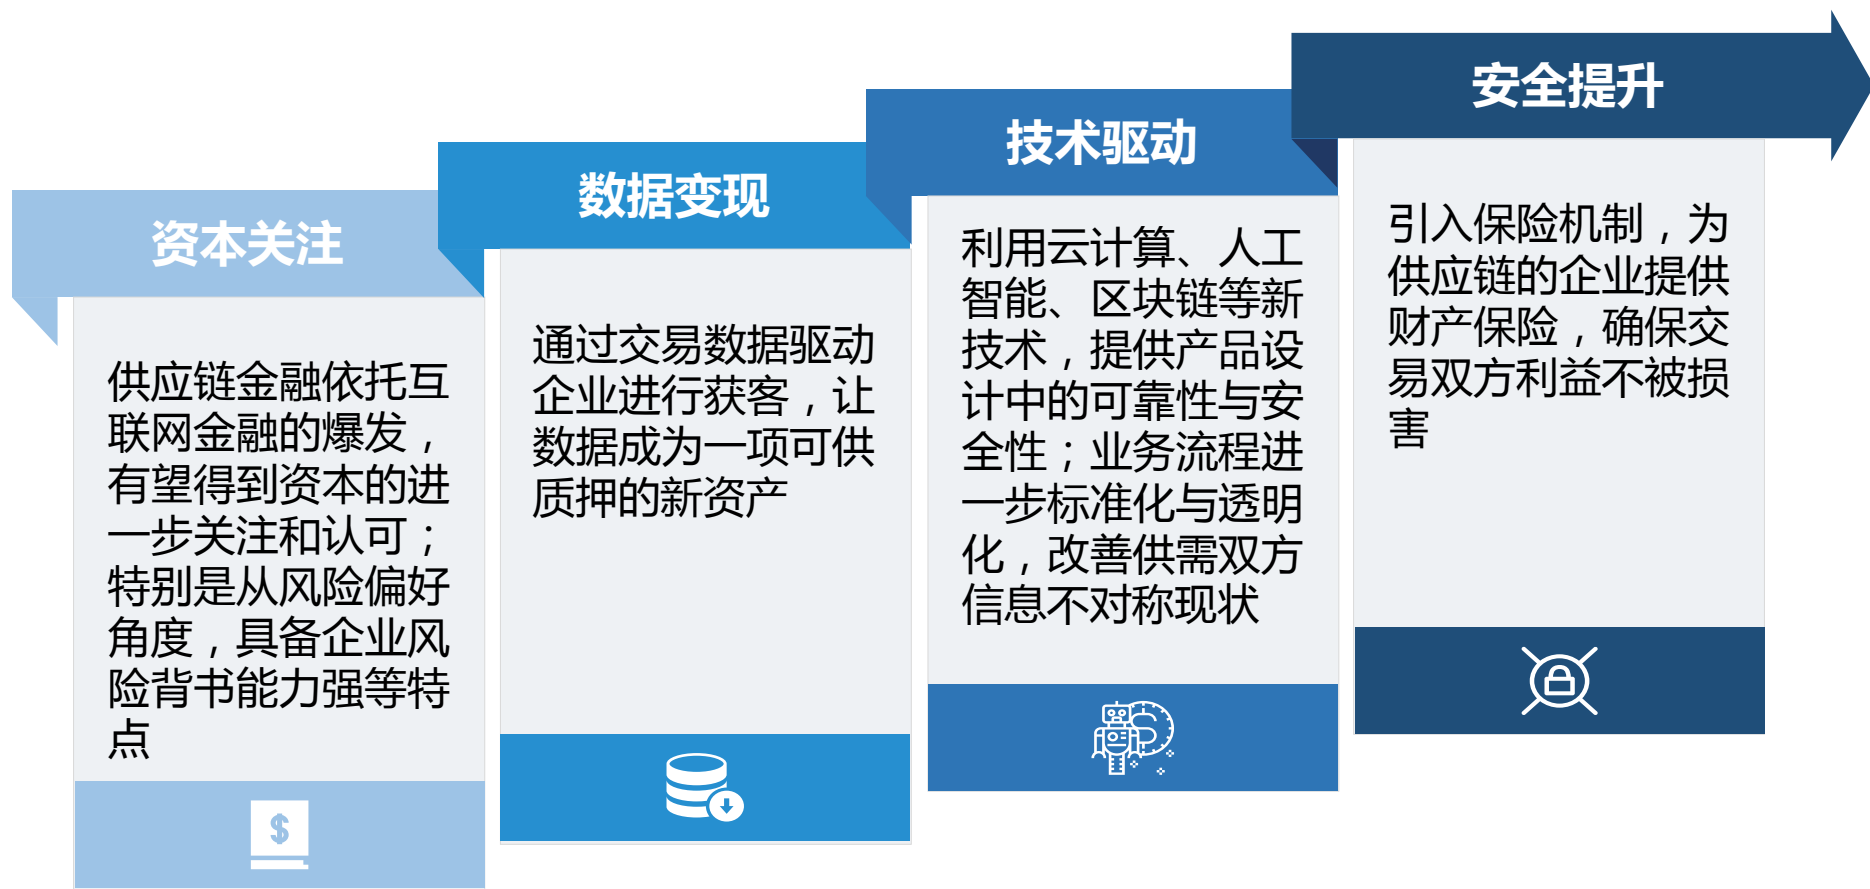 资本关注
供应链金融依托互
联网金融的爆发，
有望得到资本的进
一步关注和认可；
特别是从风险偏好
角度，具备企业风
险背书能力强等特
点
$
数据变现
通过交易数据驱动
企业进行获客，让
数据成为一项可供
质押的新资产
技术驱动
利用云计算、人工
智能、区块链等新
技术，提供产品设
计中的可靠性与安
全性；业务流程进
一步标准化与透明
化，改善供需双方
信息不对称现状
安全提升
引入保险机制，为
供应链的企业提供
财产保险，确保交
易双方利益不被损
害